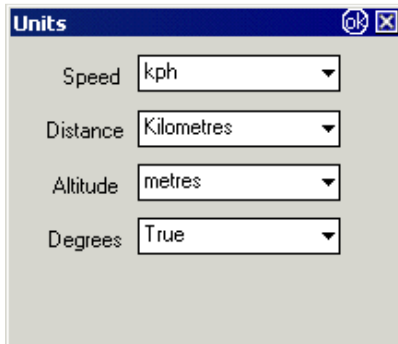 Units ok
Speed kph
Distance Kilometres
Altitude metres
Degrees True